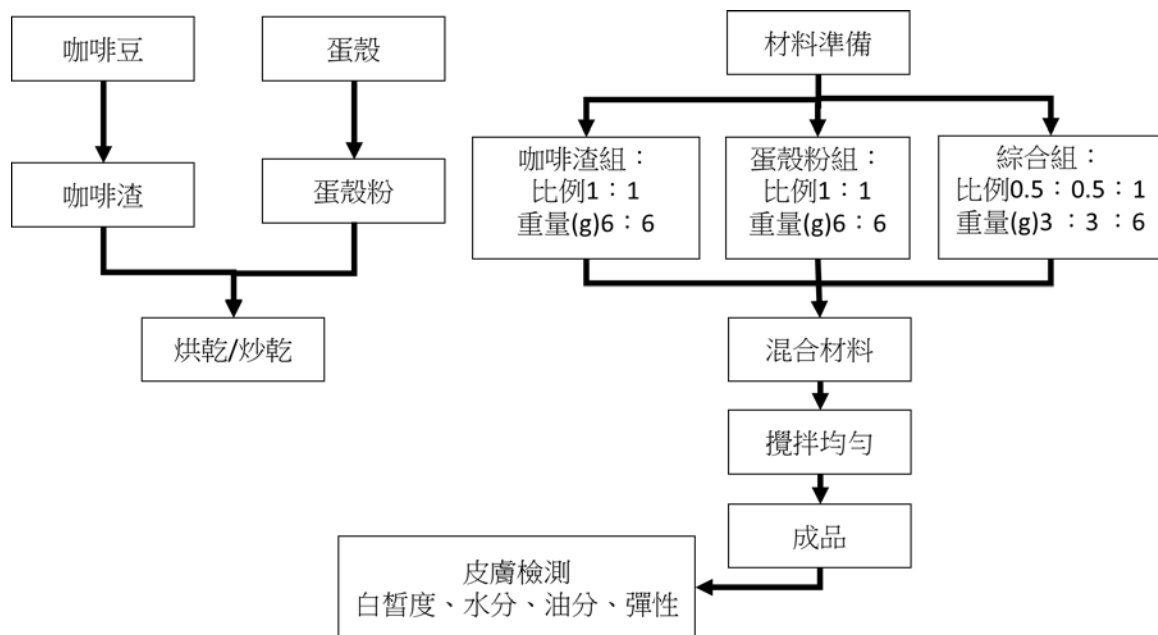 咖啡豆
蛋殼
咖啡渣
蛋殼粉
烘乾/炒乾
材料準備
咖啡渣組：
比例1：1
重量(g)6：6
蛋殼粉組：
比例1：1
重量(g)6：6
綜合組：
比例0.5：0.5：1
重量(g)3：3：6
混合材料
攪拌均勻
成品
皮膚檢測
白皙度、水分、油分、彈性